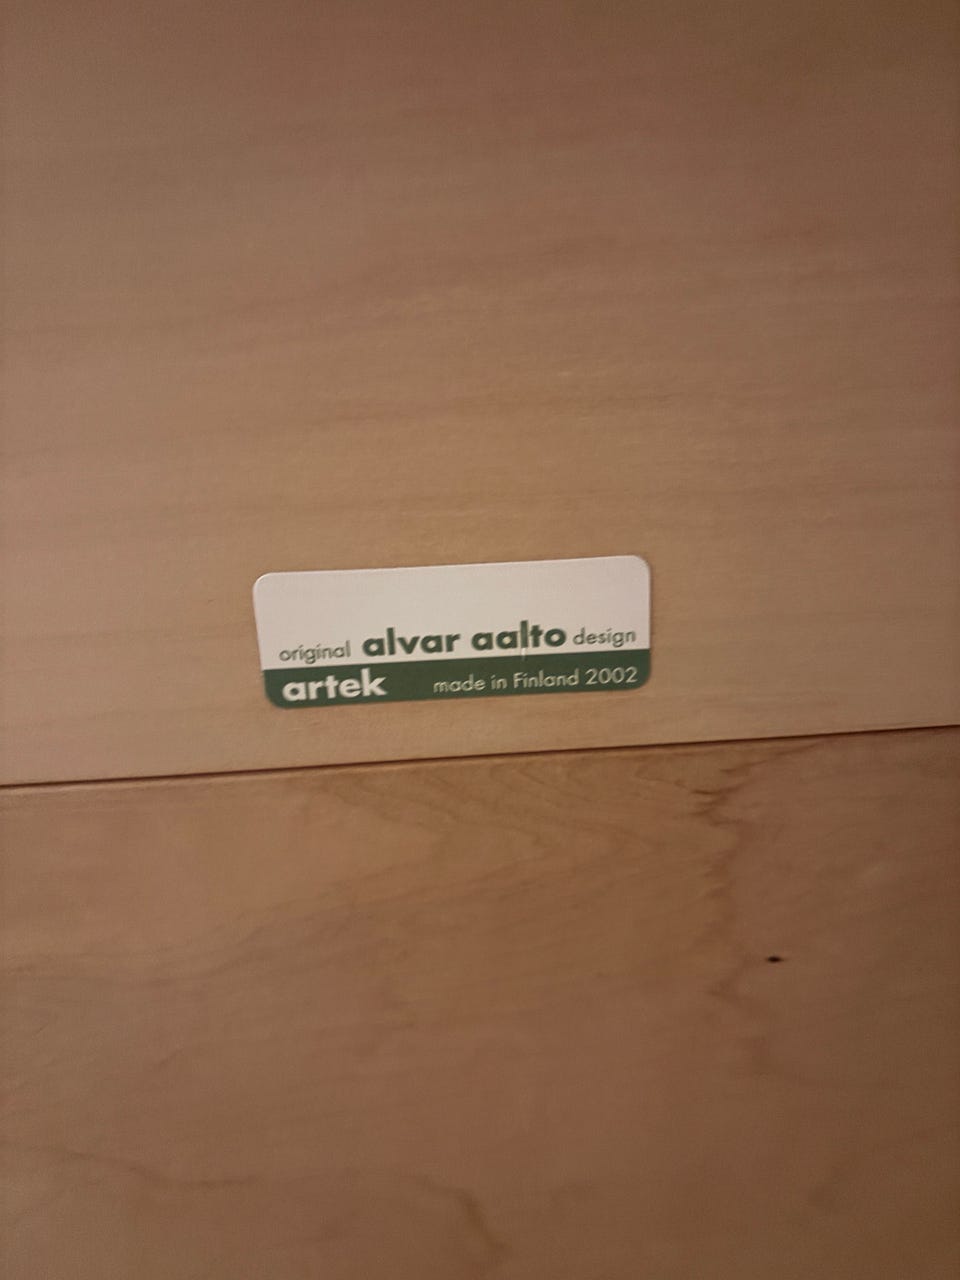 original alvar aalto design
artek made in Finland 2002